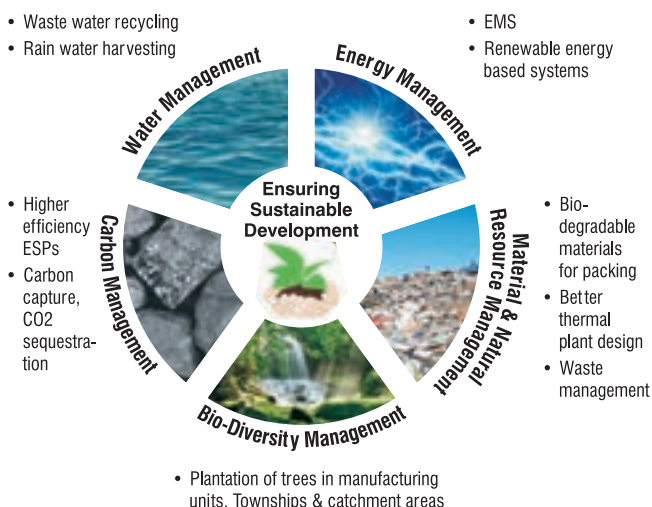 • Waste water recycling
• Rain water harvesting
• EMS
• Renewable energy
based systems
Water Management
Energy Management
Ensuring
Sustainable
Development
• Higher
efficiency
ESPs
• Carbon
capture,
CO2
sequestra-
tion
Carbon Management
Material & Natural
Resource Management
• Bio-
degradable
materials
for packing
• Better
thermal
plant design
• Waste
management
Bio-Diversity Management
• Plantation of trees in manufacturing
units, Townships & catchment areas